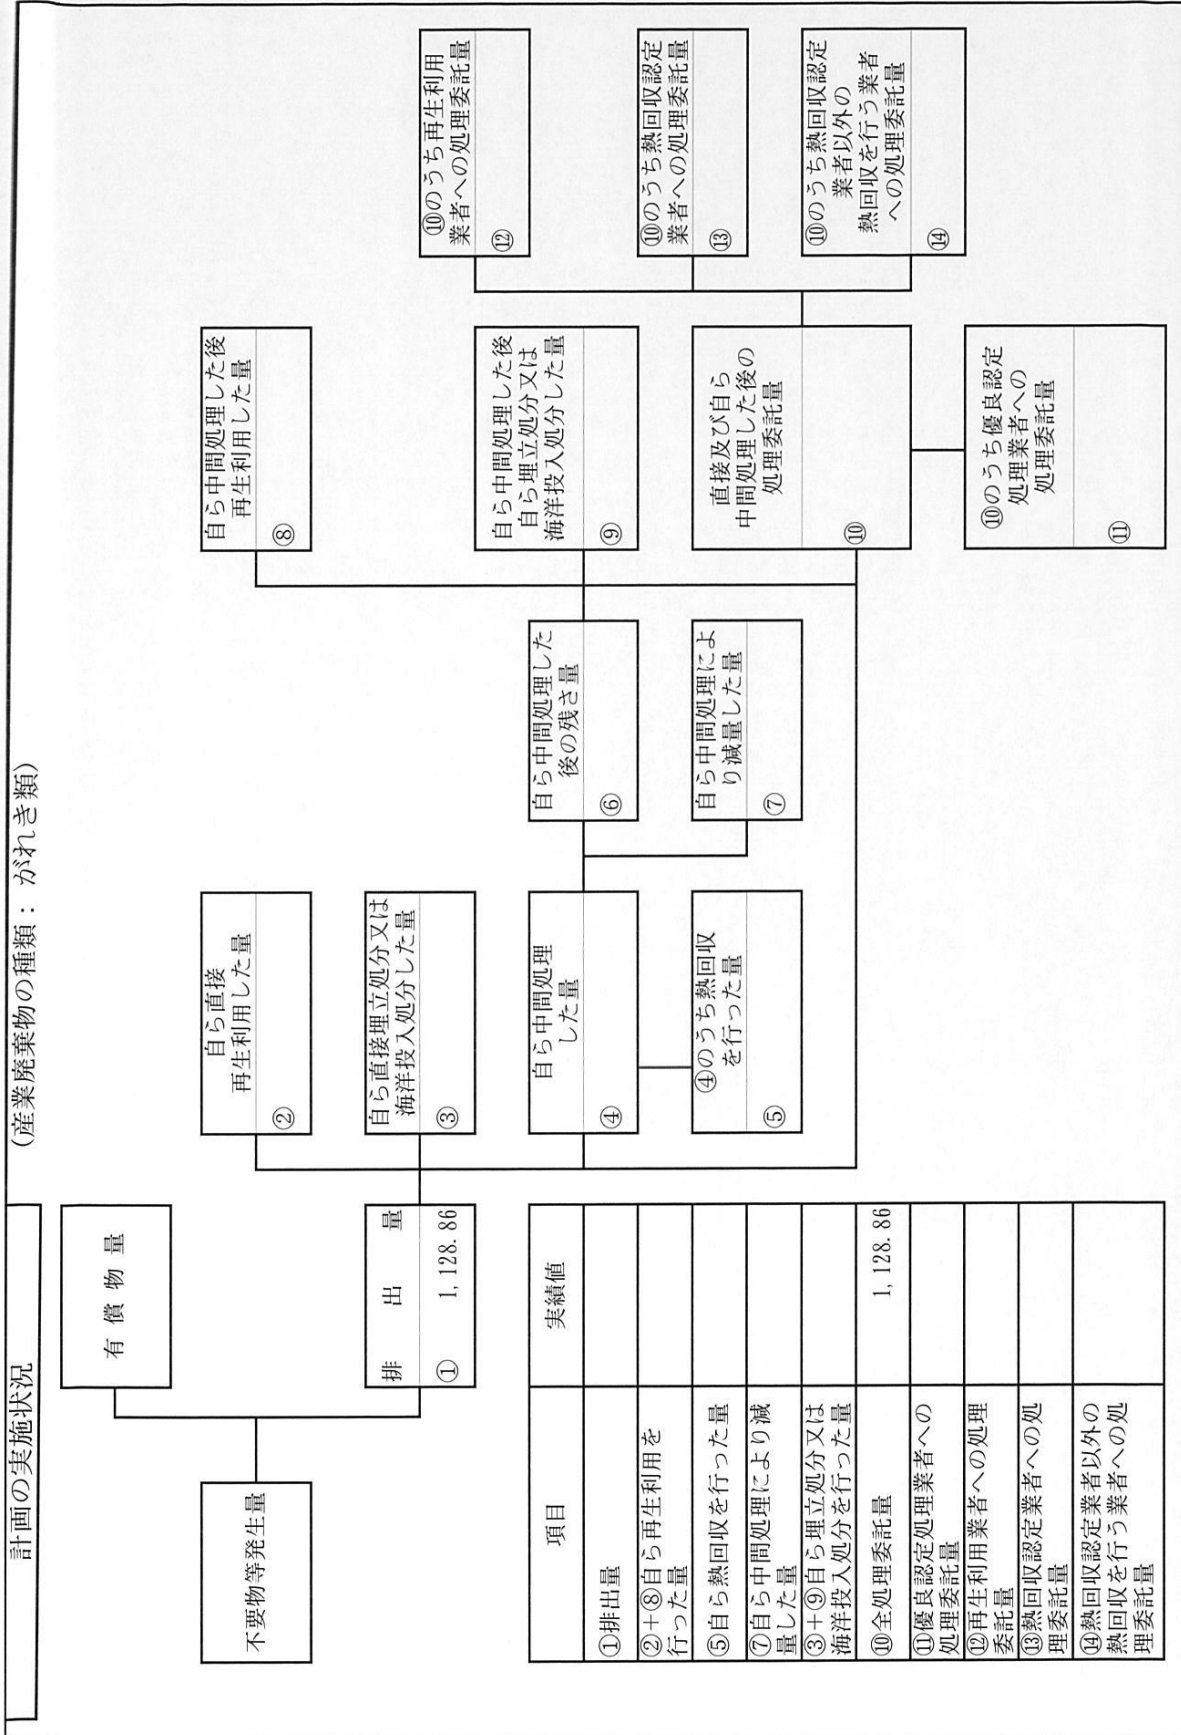 計画の実施状況
(産業廃棄物の種類： がれき類)
不要物等発生量
有 償 物 量
排 出 量
① 1,128.86
自ら直接
再生利用した量
②
自ら直接埋立処分又は
海洋投入処分した量
③
自ら中間処理
した量
④
④のうち熱回収
を行った量
⑤
自ら中間処理した
後の残さ量
⑥
自ら中間処理によ
り減量した量
⑦
自ら中間処理した後
再生利用した量
⑧
自ら中間処理した後
自ら埋立処分又は
海洋投入処分した量
⑨
直接及び自ら
中間処理した後の
処理委託量
⑩
⑩のうち優良認定
処理業者への
処理委託量
⑪
⑩のうち再生利用
業者への処理委託量
⑫
⑩のうち熱回収認定
業者への処理委託量
⑬
⑩のうち熱回収認定
業者以外の
熱回収を行う業者
への処理委託量
⑭
項目 実績値
①排出量
②＋⑧自ら再生利用を
行った量
⑤自ら熱回収を行った量
⑦自ら中間処理により減
量した量
③＋⑨自ら埋立処分又は
海洋投入処分を行った量
⑩全処理委託量 1,128.86
⑪優良認定処理業者への
処理委託量
⑫再生利用業者への処理
委託量
⑬熱回収認定業者への処
理委託量
⑭熱回収認定業者以外の
熱回収を行う業者への処
理委託量